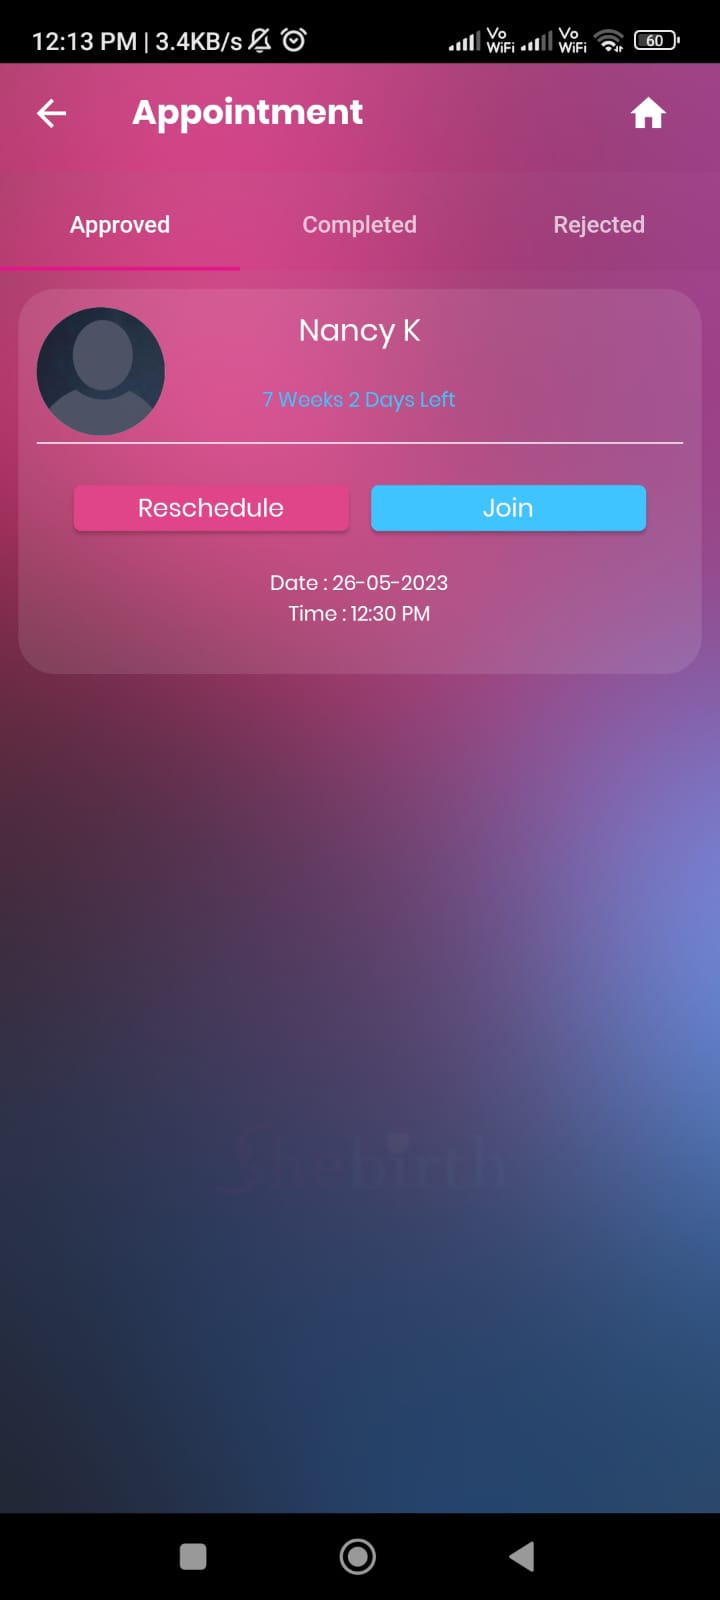 12:13 PM | 3.4KB/s
Vo WiFi Vo WiFi 60
Appointment
Approved Completed Rejected
Nancy K
7 Weeks 2 Days Left
Reschedule Join
Date : 26-05-2023
Time : 12:30 PM
Shebirth